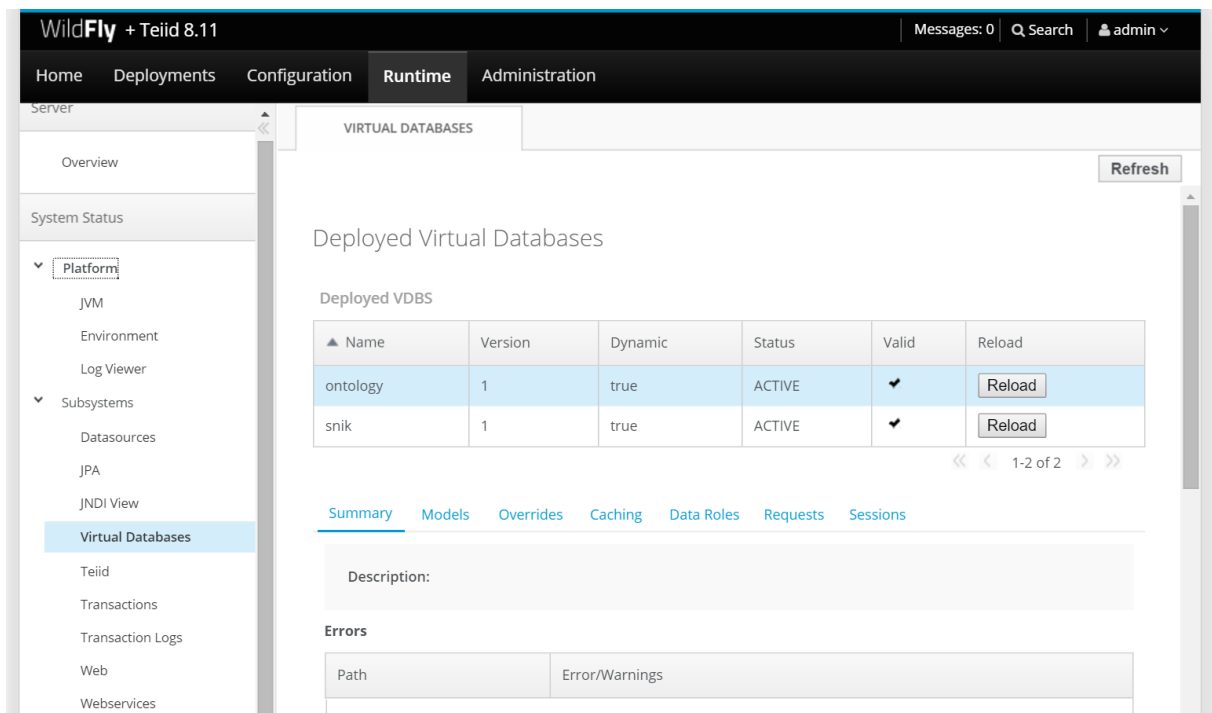 WildFly + Teiid 8.11
Messages: 0 Search admin
Home Deployments Configuration Runtime Administration
Server
Overview
System Status
Platform
JVM
Environment
Log Viewer
Subsystems
Datasources
JPA
JNDI View
Virtual Databases
Teiid
Transactions
Transaction Logs
Web
Webservices
VIRTUAL DATABASES
Refresh
Deployed Virtual Databases
Deployed VDBS
Name Version Dynamic Status Valid Reload
ontology 1 true ACTIVE Reload
snik 1 true ACTIVE Reload
1-2 of 2
Summary Models Overrides Caching Data Roles Requests Sessions
Description:
Errors
Path Error/Warnings